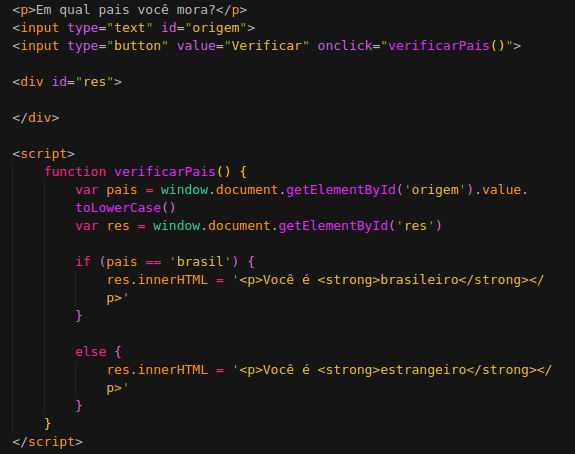 <p>Em qual pais você mora?</p>
<input type="text" id="origem">
<input type="button" value="Verificar" onclick="verificarPais()">
<div id="res">
</div>
<script>
function verificarPais() {
var pais = window.document.getElementById('origem').value.
toLowerCase()
var res = window.document.getElementById('res')
if (pais == 'brasil') {
res.innerHTML = '<p>Você é <strong>brasileiro</strong></
p>'
}
else {
res.innerHTML = '<p>Você é <strong>estrangeiro</strong></
p>'
}
}
</script>